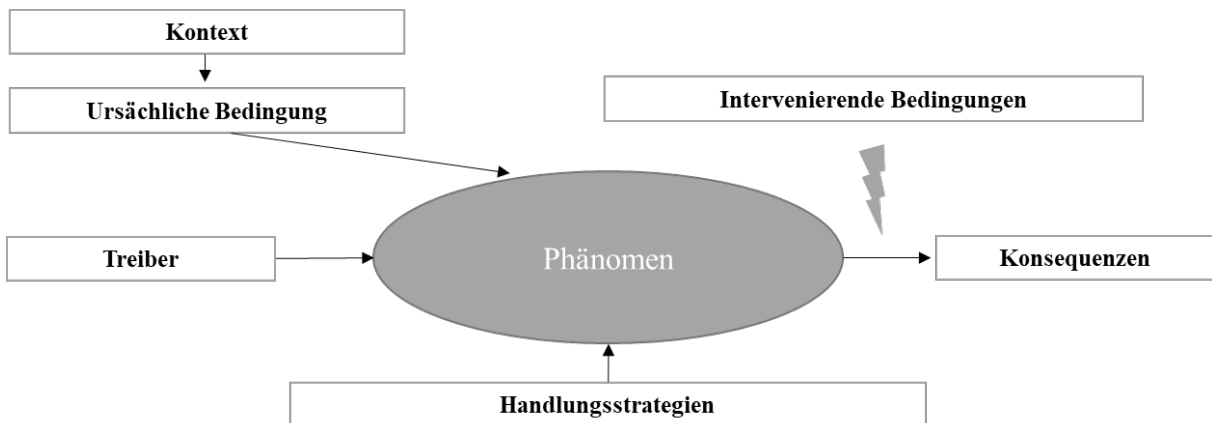 Kontext
Ursächliche Bedingung
Intervenierende Bedingungen
Treiber
Phänomen
Konsequenzen
Handlungsstrategien